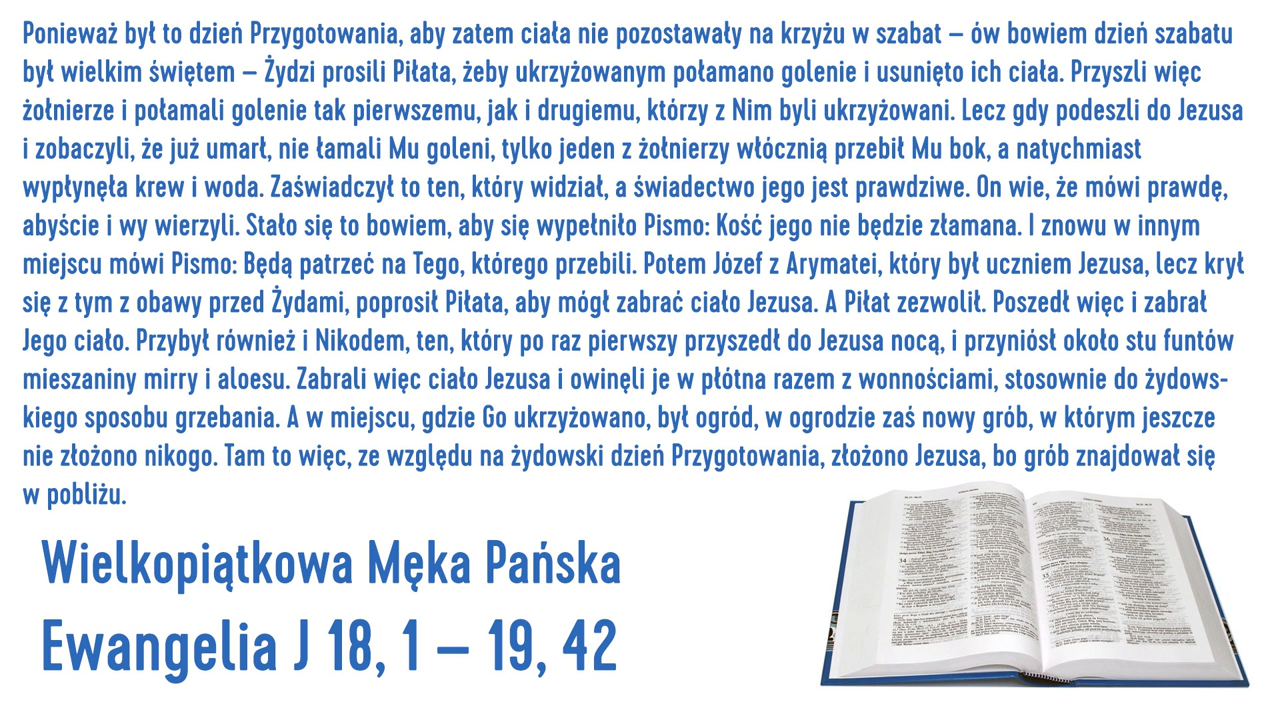 Ponieważ był to dzień Przygotowania, aby zatem ciała nie pozostawały na krzyżu w szabat – ów bowiem dzień szabatu
był wielkim świętem – Żydzi prosili Piłata, żeby ukrzyżowanym połamano golenie i usunięto ich ciała. Przyszli więc
żołnierze i połamali golenie tak pierwszemu, jak i drugiemu, którzy z Nim byli ukrzyżowani. Lecz gdy podeszli do Jezusa
i zobaczyli, że już umarł, nie łamali Mu goleni, tylko jeden z żołnierzy włócznią przebił Mu bok, a natychmiast
wypłynęła krew i woda. Zaświadczył to ten, który widział, a świadectwo jego jest prawdziwe. On wie, że mówi prawdę,
abyście i wy wierzyli. Stało się to bowiem, aby się wypełniło Pismo: Kość jego nie będzie złamana. I znowu w innym
miejscu mówi Pismo: Będą patrzeć na Tego, którego przebili. Potem Józef z Arymatei, który był uczniem Jezusa, lecz krył
się z tym z obawy przed Żydami, poprosił Piłata, aby mógł zabrać ciało Jezusa. A Piłat zezwolił. Poszedł więc i zabrał
Jego ciało. Przybył również i Nikodem, ten, który po raz pierwszy przyszedł do Jezusa nocą, i przyniósł około stu funtów
mieszaniny mirry i aloesu. Zabrali więc ciało Jezusa i owinęli je w płótna razem z wonnościami, stosownie do żydows-
kiego sposobu grzebania. A w miejscu, gdzie Go ukrzyżowano, był ogród, w ogrodzie zaś nowy grób, w którym jeszcze
nie złożono nikogo. Tam to więc, ze względu na żydowski dzień Przygotowania, złożono Jezusa, bo grób znajdował się
w pobliżu.
Wielkopiątkowa Męka Pańska
Ewangelia J 18, 1 – 19, 42
34
35
36